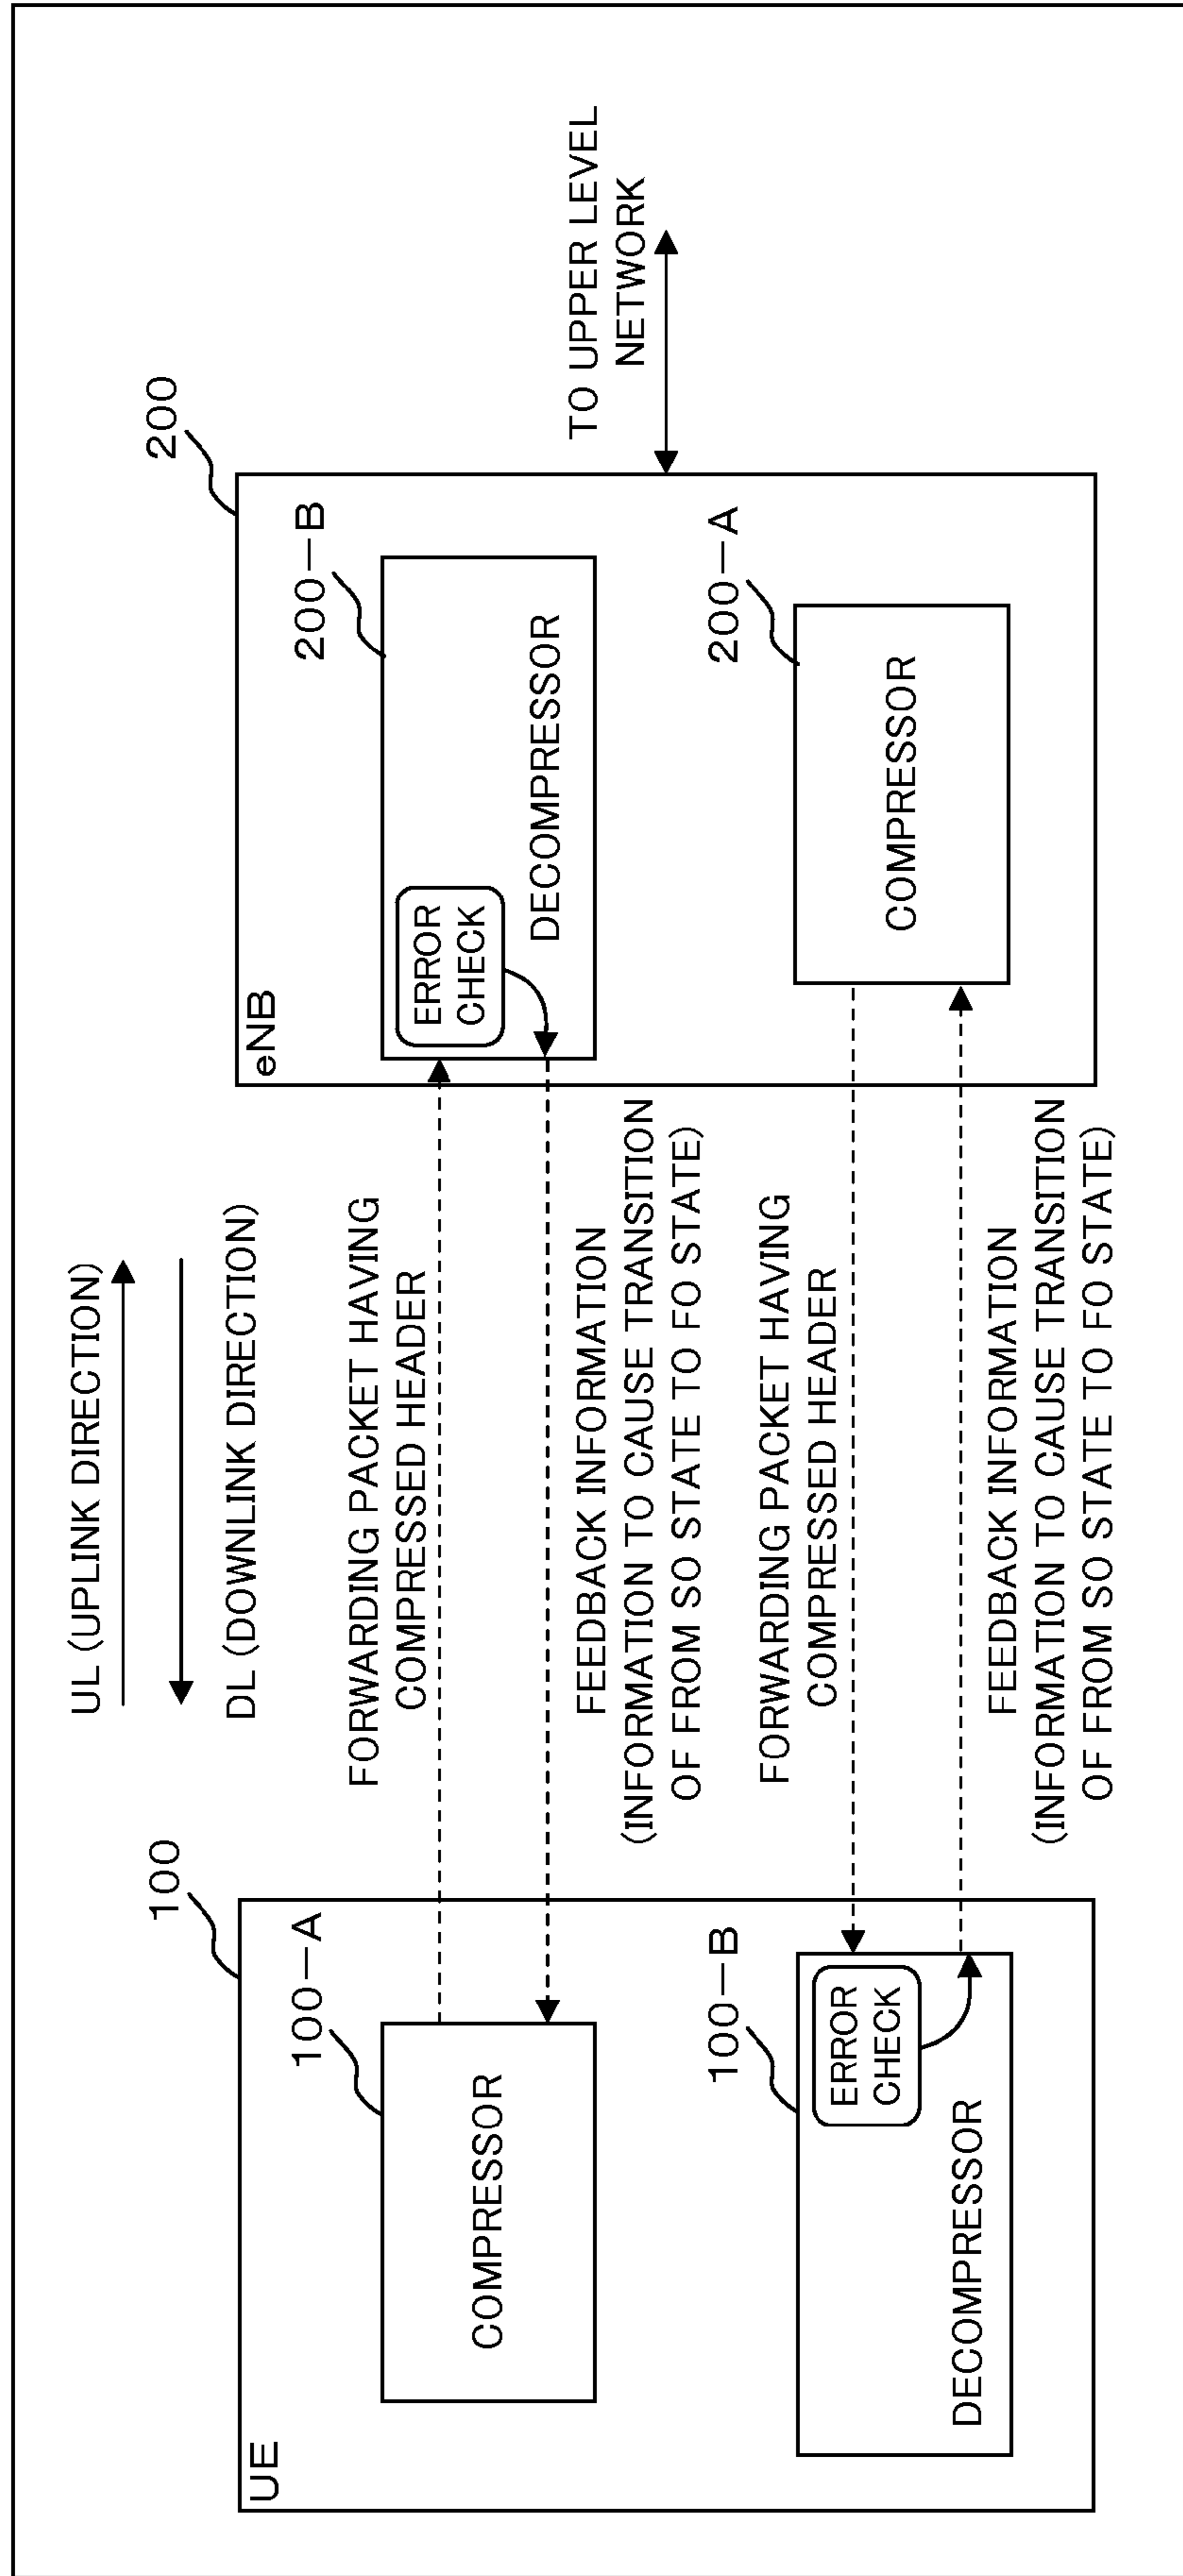 UL (UPLINK DIRECTION)
DL (DOWNLINK DIRECTION)
100
UE
100-A
COMPRESSOR
100-B
ERROR
CHECK
DECOMPRESSOR
FORWARDING PACKET HAVING
COMPRESSED HEADER
FEEDBACK INFORMATION
(INFORMATION TO CAUSE TRANSITION
OF FROM SO STATE TO FO STATE)
FORWARDING PACKET HAVING
COMPRESSED HEADER
FEEDBACK INFORMATION
(INFORMATION TO CAUSE TRANSITION
OF FROM SO STATE TO FO STATE)
200
eNB
200-B
ERROR
CHECK
DECOMPRESSOR
200-A
COMPRESSOR
TO UPPER LEVEL
NETWORK